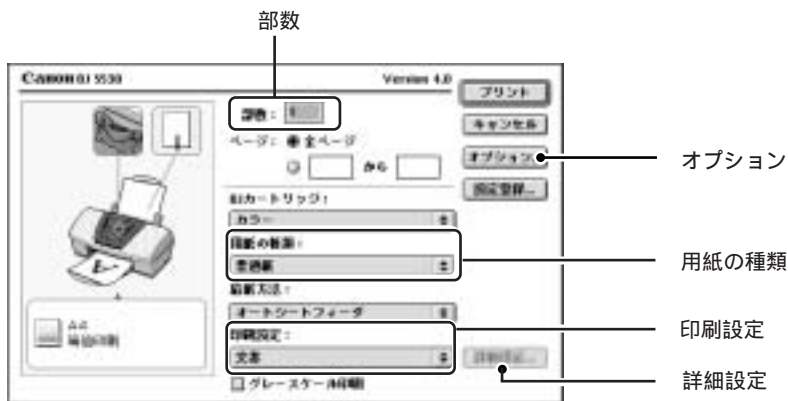 部数
Canon BJ S530
Version 4.0
プリント
部数：
キャンセル
ページ： 全ページ
から
オプション...
オプション
設定登録...
BJカートリッジ：
カラー
用紙の種類：
普通紙
用紙の種類
給紙方法：
オートシートフィーダ
印刷設定：
文書
印刷設定
詳細設定...
詳細設定
グレースケール印刷
A4